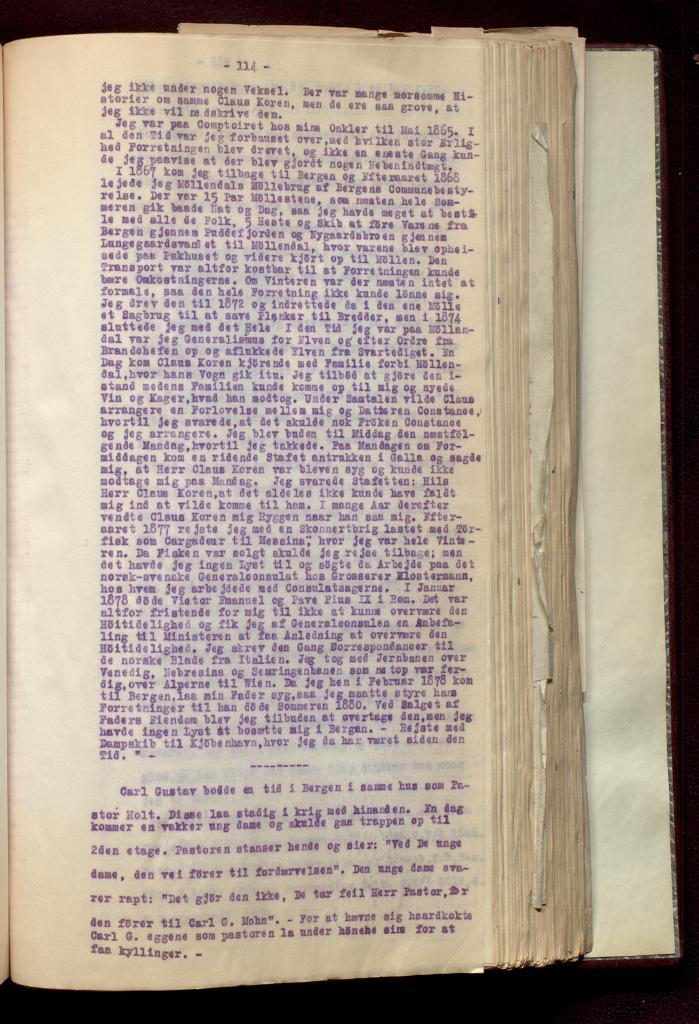 - 114 -
jeg ikke under nogen Veksel. Der var mange morsomme Hi-
storier om samme Claus Koren, men de ere saa grove, at
jeg ikke vil nedskrive dem.
Jeg var paa Comptoiret hos mine Onkler til Mai 1865. I
al den Tid var jeg forbauset over,med hvilken stor Ærlig-
hed Forretningen blev drevet, og ikke en eneste Gang kun-
de jeg paavise at der blev gjordt nogen Nebenindtægt.
I 1867 kom jeg tilbage til Bergen og Efteraaret 1868
lejede jeg Möllendals Möllebrug af Bergens Communebesty-
relse. Der var 15 Par Möllestene, som næsten hele Som-
meren gik baade Nat og Dag, saa jeg havde meget at besti-
le med alle de Folk, 5 Heste og Skib at före Varene fra
Bergen gjennem Puddefjorden og Nygaardsbroen gjennem
Lungegaardsvandet til Möllendal, hvor varene blev ophei-
sede paa Pakhuset og videre kjört op til Möllen. Den
Transport var altfor kostbar til at Forretningen kunde
bære Omkostningerne. Om Vinteren var der næsten intet at
formale, saa den hele Forretning ikke kunde lönne sig.
Jeg drev den til 1872 og indrettede da i den ene Mölle
et Sagbrug til at save Planker til Bredder, men i 1874
sluttede jeg med det Hele I den Tid jeg var paa Möllen-
dal var jeg Generalismus for Elven og efter Ordre fra
Brandchefen op og aflukkede Elven fra Svartediget. En
Dag kom Claus Koren kjörende med Familie forbi Möllen-
dal,hvor hans Vogn gik itu. Jeg tilböd at gjöre den i-
stand medens Familien kunde komme op til mig og nyede
Vin og Kager,hvad han modtog. Under Samtalen vilde Claus
arrangere en Forlovelse mellem mig og Datteren Constance,
hvortil jeg svarede,at det skulde nok Fröken Constance
og jeg arrangere. Jeg blev buden til Middag den næstföl-
gende Mandag,hvortil jeg takkede. Paa Mandagen om For-
middagen kom en ridende Stafet antrukken i Galla og sagde
mig, at Herr Claus Koren var bleven syg og kunde ikke
modtage mig paa Mandag. Jeg svarede Stafetten: Hils
Herr Claus Koren,at det aldeles ikke kunde have faldt
mig ind at vilde komme til ham. I mange Aar derefter
vendte Claus Koren mig Ryggen naar han saa mig. Efter-
aaret 1877 rejste jeg med en Skonnertbrig lastet med Tör-
fisk som Cargadeur til Messina, hvor jeg var hele Vinte-
ren. Da Fisken var solgt skulde jeg rejse tilbage; men
det havde jeg ingen Lyst til og sögte da Arbejde paa det
norsk-svenske Generalconsulat hos Grosserer Klostermann,
hos hvem jeg arbejdede med Consulatsagerne. I Januar
1878 döde Victor Emanuel og Pave Pius IX i Rom. Det var
altfor fristende for mig til ikke at kunne overvære den
Höitidelighed og fik jeg af Generalconsulen en Anbefa-
ling til Ministeren at faa Anledning at overvære den
Höitidelighed. Jeg skrev den Gang Correspondancer til
de norske Blade fra Italien. Jeg tog med Jernbanen over
Venedig, Nebresina og Semringenbanen som netop var fer-
dig,over Alperne til Wien. Da jeg hen i Februar 1878 kom
til Bergen,laa min Fader syg,saa jeg maatte styre hans
Forretninger til han döde Sommeren 1880. Ved Salget af
Faders Eiendom blev jeg tilbuden at overtage den,men jeg
havde ingen Lyst at bosætte mig i Bergen. - Rejste med
Dampskib til Kjöbenhavn,hvor jeg da har været siden den
Tid. " -
---------
Carl Gustav bodde en tid i Bergen i samme hus som Pa-
stor Holt. Disse laa stadig i krig med hinanden. En dag
kommer en vakker ung dame og skulde gaa trappen op til
2den etage. Pastoren stanser hende og sier: "Ved De unge
dame, den vei förer til fordærvelsen". Den unge dame sva-
rer rapt: "Det gjör den ikke, De tar feil Herr Pastor,for
den förer til Carl G. Mohn". - For at hævne sig haardkokte
Carl G. eggene som pastoren la under hönene sine for at
faa kyllinger. -